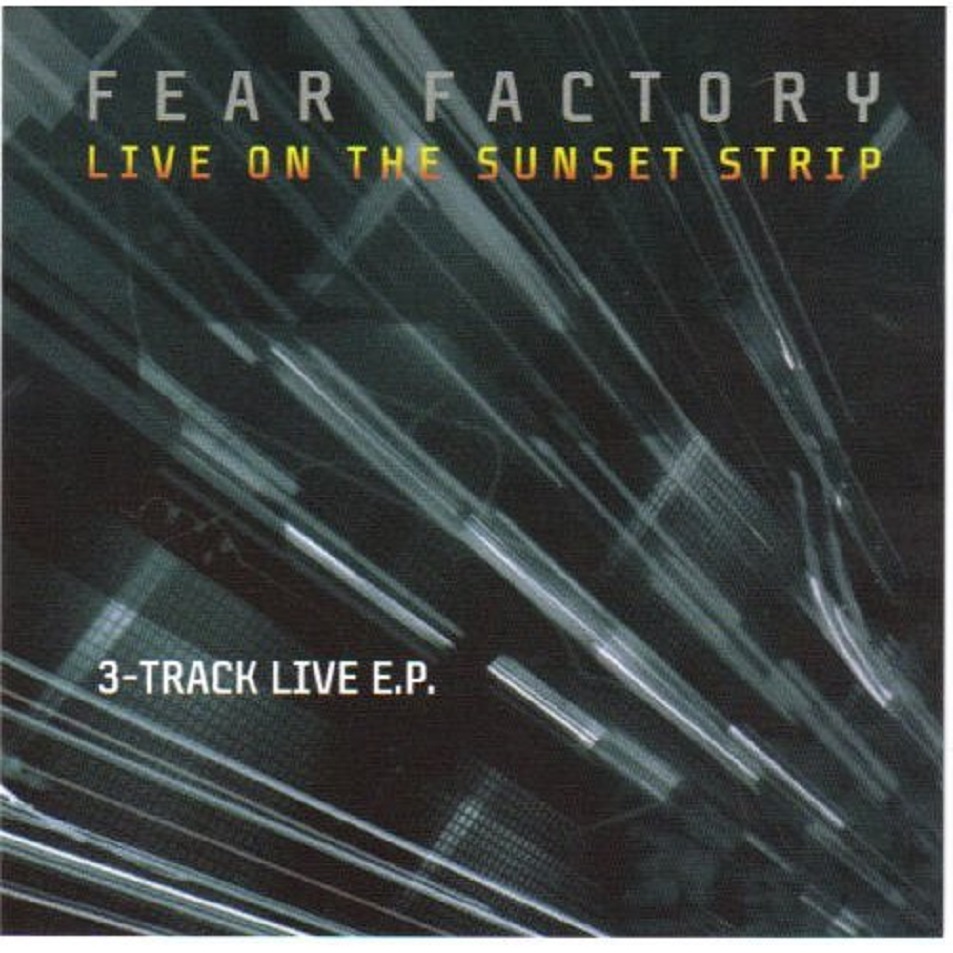 FEAR FACTORY
LIVE ON THE SUNSET STRIP
3-TRACK LIVE E.P.